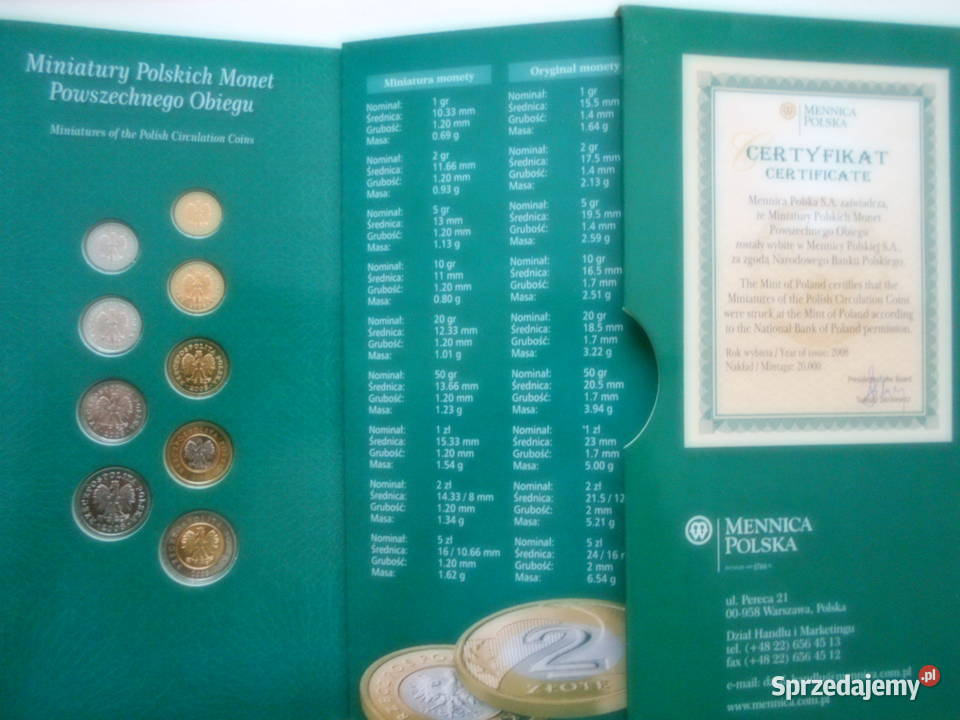 Miniatury Polskich Monet
Powszechnego Obiegu
Miniatures of the Polish Circulation Coins
Miniatura monety
Nominał: 1 gr
Średnica: 10.33 mm
Grubość: 1.20 mm
Masa: 0.69 g
Nominał: 2 gr
Średnica: 11.66 mm
Grubość: 1.20 mm
Masa: 0.93 g
Nominał: 5 gr
Średnica: 13 mm
Grubość: 1.20 mm
Masa: 1.13 g
Nominał: 10 gr
Średnica: 11 mm
Grubość: 1.20 mm
Masa: 0.80 g
Nominał: 20 gr
Średnica: 12.33 mm
Grubość: 1.20 mm
Masa: 1.01 g
Nominał: 50 gr
Średnica: 13.66 mm
Grubość: 1.20 mm
Masa: 1.23 g
Nominał: 1 zł
Średnica: 15.33 mm
Grubość: 1.20 mm
Masa: 1.54 g
Nominał: 2 zł
Średnica: 14.33 / 8 mm
Grubość: 1.20 mm
Masa: 1.34 g
Nominał: 5 zł
Średnica: 16 / 10.66 mm
Grubość: 1.20 mm
Masa: 1.62 g
Oryginał monety
Nominał: 1 gr
Średnica: 15.5 mm
Grubość: 1.4 mm
Masa: 1.64 g
Nominał: 2 gr
Średnica: 17.5 mm
Grubość: 1.4 mm
Masa: 2.13 g
Nominał: 5 gr
Średnica: 19.5 mm
Grubość: 1.4 mm
Masa: 2.59 g
Nominał: 10 gr
Średnica: 16.5 mm
Grubość: 1.7 mm
Masa: 2.51 g
Nominał: 20 gr
Średnica: 18.5 mm
Grubość: 1.7 mm
Masa: 3.22 g
Nominał: 50 gr
Średnica: 20.5 mm
Grubość: 1.7 mm
Masa: 3.94 g
Nominał: 1 zł
Średnica: 23 mm
Grubość: 1.7 mm
Masa: 5.00 g
Nominał: 2 zł
Średnica: 21.5 / 12
Grubość: 2 mm
Masa: 5.21 g
Nominał: 5 zł
Średnica: 24 / 16 m
Grubość: 2 mm
Masa: 6.54 g
2
ZŁOTE
MENNICA
POLSKA
CERTYFIKAT
CERTIFICATE
Mennica Polska S.A. zaświadcza,
że Miniatury Polskich Monet
Powszechnego Obiegu
zostały wybite w Mennicy Polskiej S.A.,
za zgodą Narodowego Banku Polskiego.
The Mint of Poland certifies that the
Miniatures of the Polish Circulation Coins
were struck at the Mint of Poland according
to the National Bank of Poland permission.
Rok wybicia / Year of issue: 2008
Nakład / Mintage: 20.000
President of the Board
MENNICA
POLSKA
ul. Pereca 21
00-958 Warszawa, Polska
Dział Handlu i Marketingu
tel. (+48 22) 656 45 13
fax (+48 22) 656 45 12
e-mail:
www.mennica.com.pl
Sprzedajemy.pl